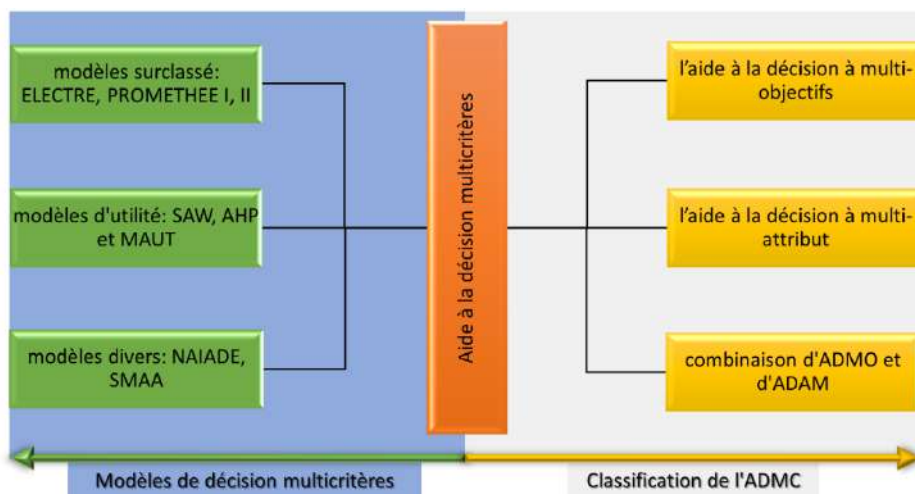 modèles surclassé:
ELECTRE, PROMETHEE I, II
modèles d'utilité: SAW, AHP
et MAUT
modèles divers: NAIADE,
SMAA
Aide à la décision multicritères
l'aide à la décision à multi-
objectifs
l'aide à la décision à multi-
attribut
combinaison d'ADMO et
d'ADAM
Modèles de décision multicritères
Classification de l'ADMC